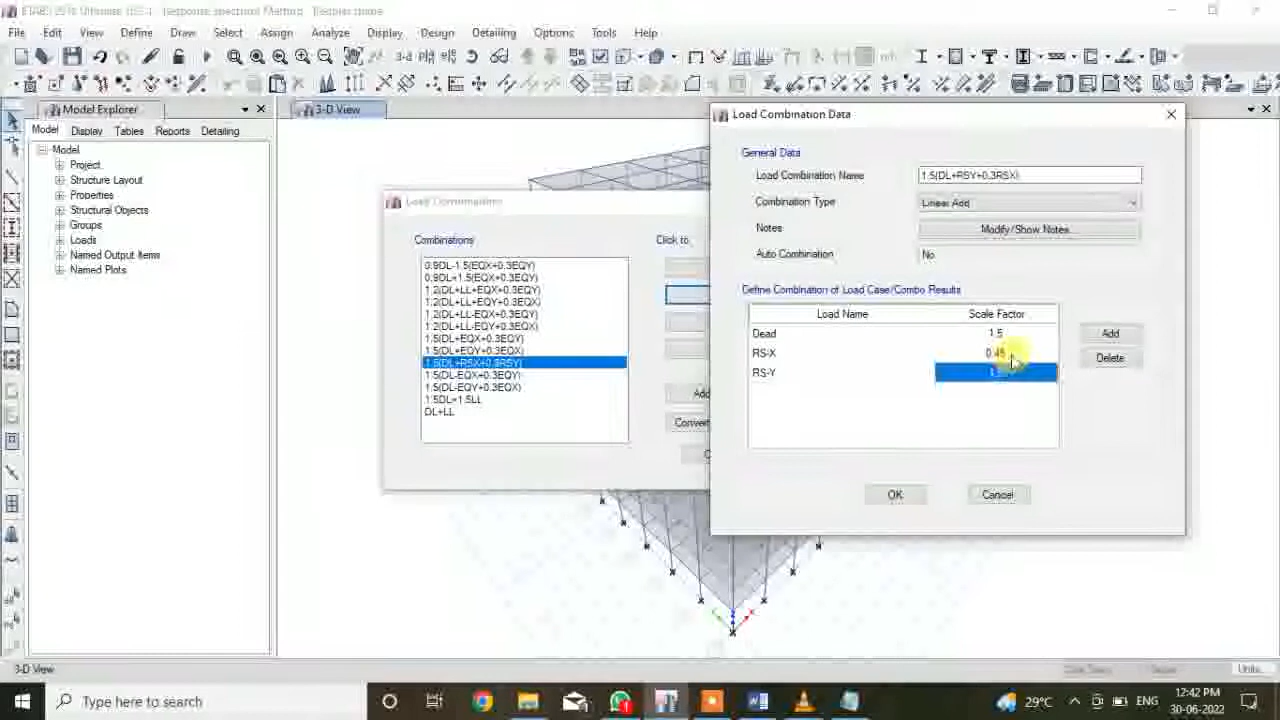 File Edit View Define Draw Select Assign Analyze Display Design Detailing Options Tools Help
Model Explorer
3-D View
Model Display Tables Reports Detailing
Model
Project
Structure Layout
Properties
Structural Objects
Groups
Loads
Named Output Items
Named Plots
Combinations
Click to
0.9DL-1.5(EQX+0.3EQY)
0.9DL+1.5(EQX+0.3EQY)
1.2(DL+LL+EQX+0.3EQY)
1.2(DL+LL+EQY+0.3EQX)
1.2(DL+LL-EQX+0.3EQY)
1.2(DL+LL-EQY+0.3EQX)
1.5(DL+EQX+0.3EQY)
1.5(DL+EQY+0.3EQX)
1.5(DL+RSX+0.3RSY)
1.5(DL-EQX+0.3EQY)
1.5(DL-EQY+0.3EQX)
1.5DL+1.5LL
DL+LL
Add
Convert
Load Combination Data
General Data
Load Combination Name
1.5(DL+RSY+0.3RSX)
Combination Type
Linear Add
Notes
Modify/Show Notes...
Auto Combination
No
Define Combination of Load Case/Combo Results
Load Name Scale Factor
Dead 1.5
RS-X 0.45
RS-Y
Add
Delete
OK
Cancel
3-D View
Units...
Type here to search
29°C
ENG
12:42 PM
30-06-2022